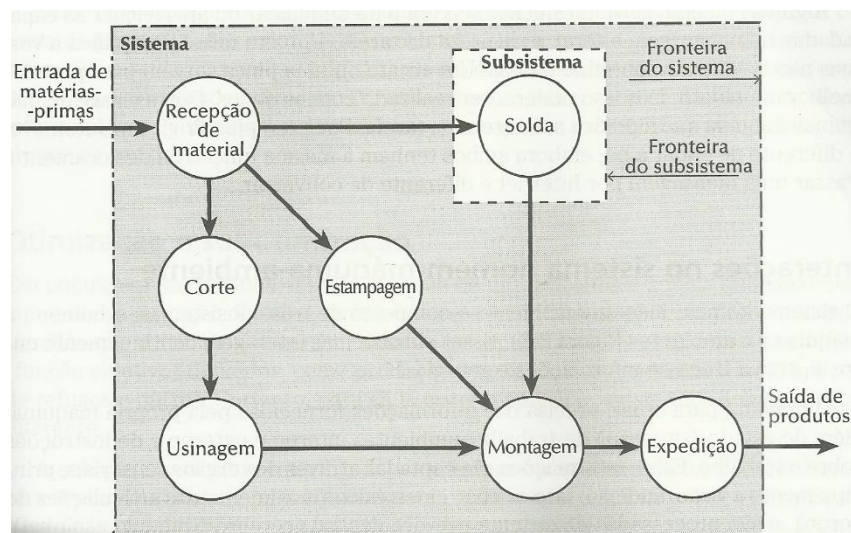 Sistema
Entrada de
matérias-
-primas
Recepção
de
material
Subsistema
Solda
Fronteira
do sistema
Fronteira
do subsistema
Corte
Estampagem
Usinagem
Montagem
Expedição
Saída de
produtos